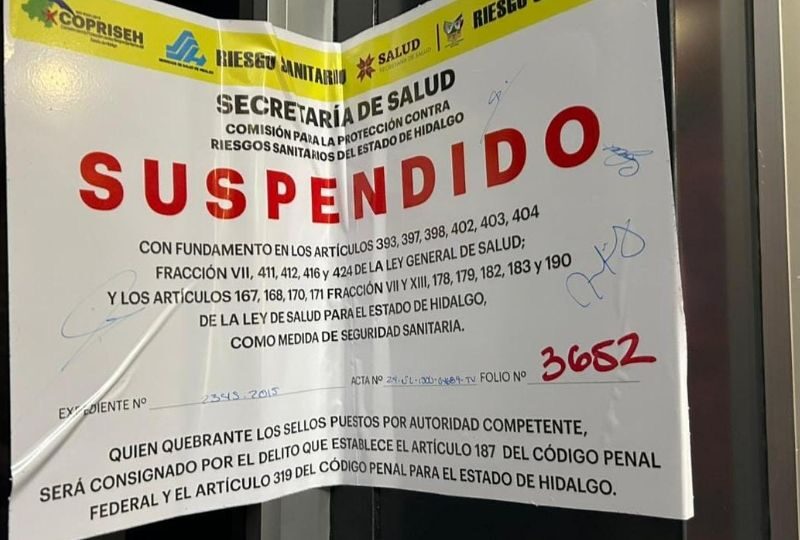 COPRISEH
RIESGO SANITARIO
SALUD
SECRETARÍA DE SALUD
RIESGO
SECRETARÍA DE SALUD
COMISIÓN PARA LA PROTECCIÓN CONTRA
RIESGOS SANITARIOS DEL ESTADO DE HIDALGO
SUSPENDIDO
CON FUNDAMENTO EN LOS ARTÍCULOS 393, 397, 398, 402, 403, 404
FRACCIÓN VII, 411, 412, 416 y 424 DE LA LEY GENERAL DE SALUD;
Y LOS ARTÍCULOS 167, 168, 170, 171 FRACCIÓN VII Y XIII, 178, 179, 182, 183 y 190
DE LA LEY DE SALUD PARA EL ESTADO DE HIDALGO,
COMO MEDIDA DE SEGURIDAD SANITARIA.
EXPEDIENTE Nº ACTA Nº FOLIO Nº 3652
QUIEN QUEBRANTE LOS SELLOS PUESTOS POR AUTORIDAD COMPETENTE,
SERÁ CONSIGNADO POR EL DELITO QUE ESTABLECE EL ARTÍCULO 187 DEL CÓDIGO PENAL
FEDERAL Y EL ARTÍCULO 319 DEL CÓDIGO PENAL PARA EL ESTADO DE HIDALGO.